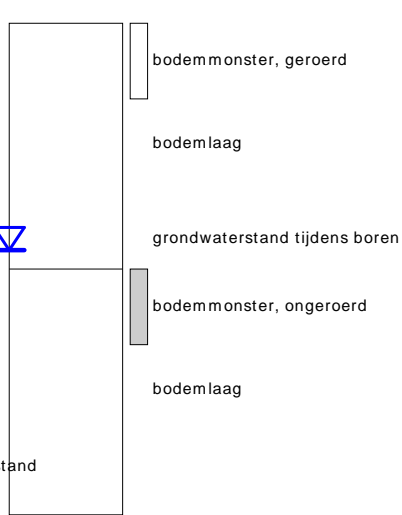 bodemmonster, geroerd
bodemlaag
grondwaterstand tijdens boren
bodemmonster, ongeroerd
bodemlaag
tand